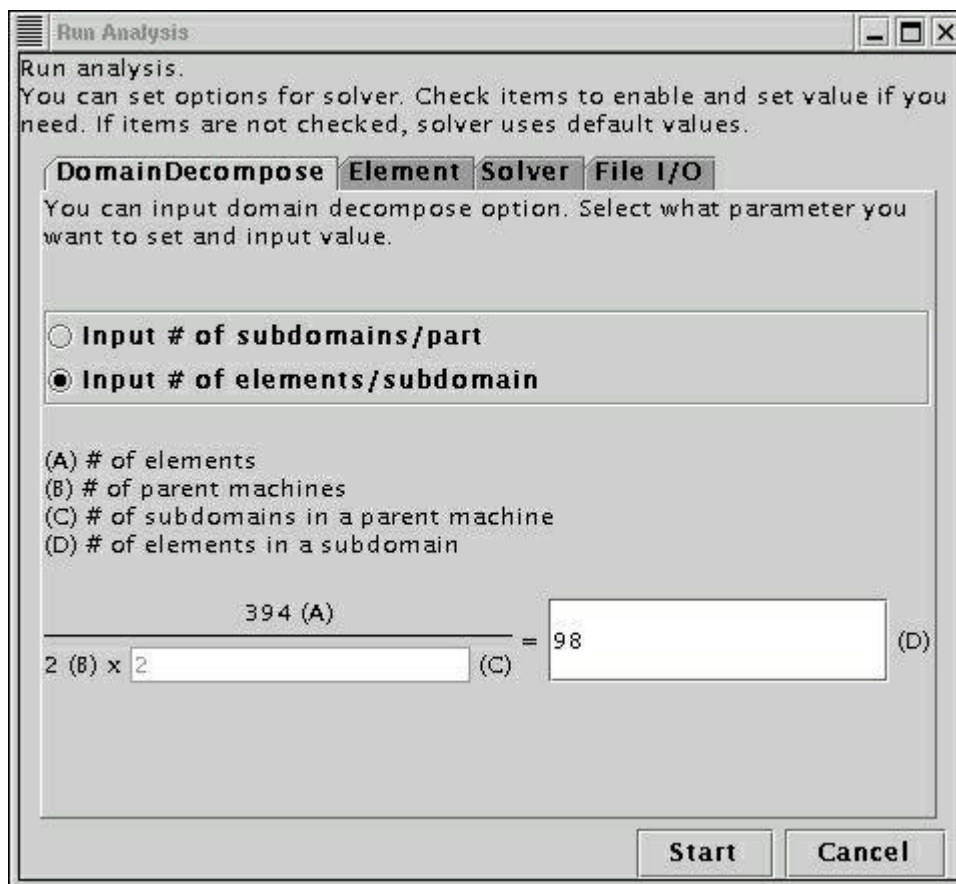 Run Analysis
Run analysis.
You can set options for solver. Check items to enable and set value if you
need. If items are not checked, solver uses default values.
DomainDecompose Element Solver File I/O
You can input domain decompose option. Select what parameter you
want to set and input value.
Input # of subdomains/part
Input # of elements/subdomain
(A) # of elements
(B) # of parent machines
(C) # of subdomains in a parent machine
(D) # of elements in a subdomain
394 (A)
= 98 (D)
2 (B) x 2 (C)
Start Cancel